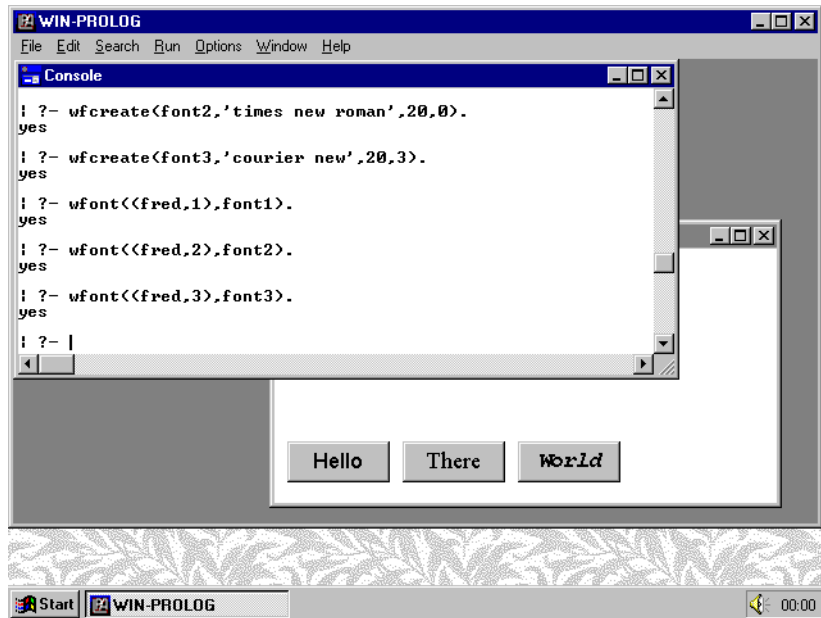 WIN-PROLOG
File Edit Search Run Options Window Help
Console
| ?- wfcreate(font2,'times new roman',20,0).
yes
| ?- wfcreate(font3,'courier new',20,3).
yes
| ?- wfont((fred,1),font1).
yes
| ?- wfont((fred,2),font2).
yes
| ?- wfont((fred,3),font3).
yes
| ?- |
Hello There World
Start WIN-PROLOG 00:00